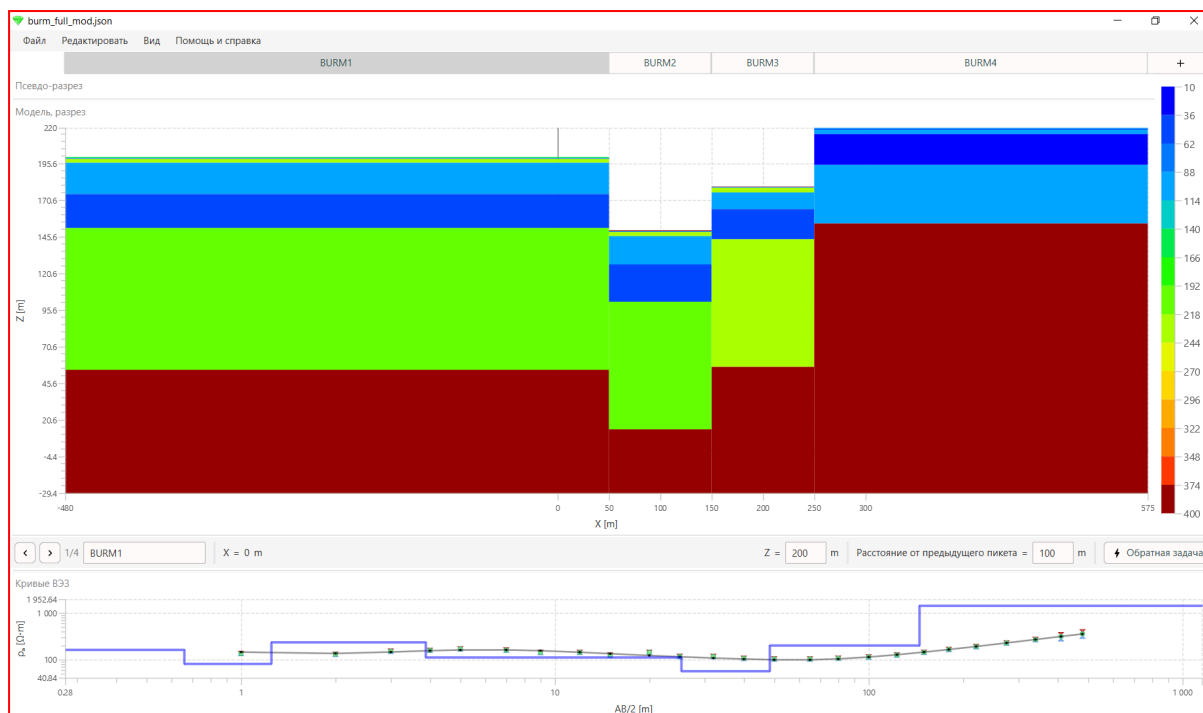 burm_full_mod.json
Файл Редактировать Вид Помощь и справка
BURM1 BURM2 BURM3 BURM4 +
Псевдо-разрез
Модель, разрез
220
195.6
170.6
145.6
120.6
95.6
70.6
45.6
20.6
-4.4
-29.4
Z [m]
-480 0 50 100 150 200 250 300 575
X [m]
10
36
62
88
114
140
166
192
218
244
270
296
322
348
374
400
1/4 BURM1 X = 0 m Z = 200 m Расстояние от предыдущего пикета = 100 m Обратная задача
Кривые ВЭЗ
1 952.64
1 000
100
40.84
ρₐ [Ω·m]
0.28 1 10 100 1 000
AB/2 [m]